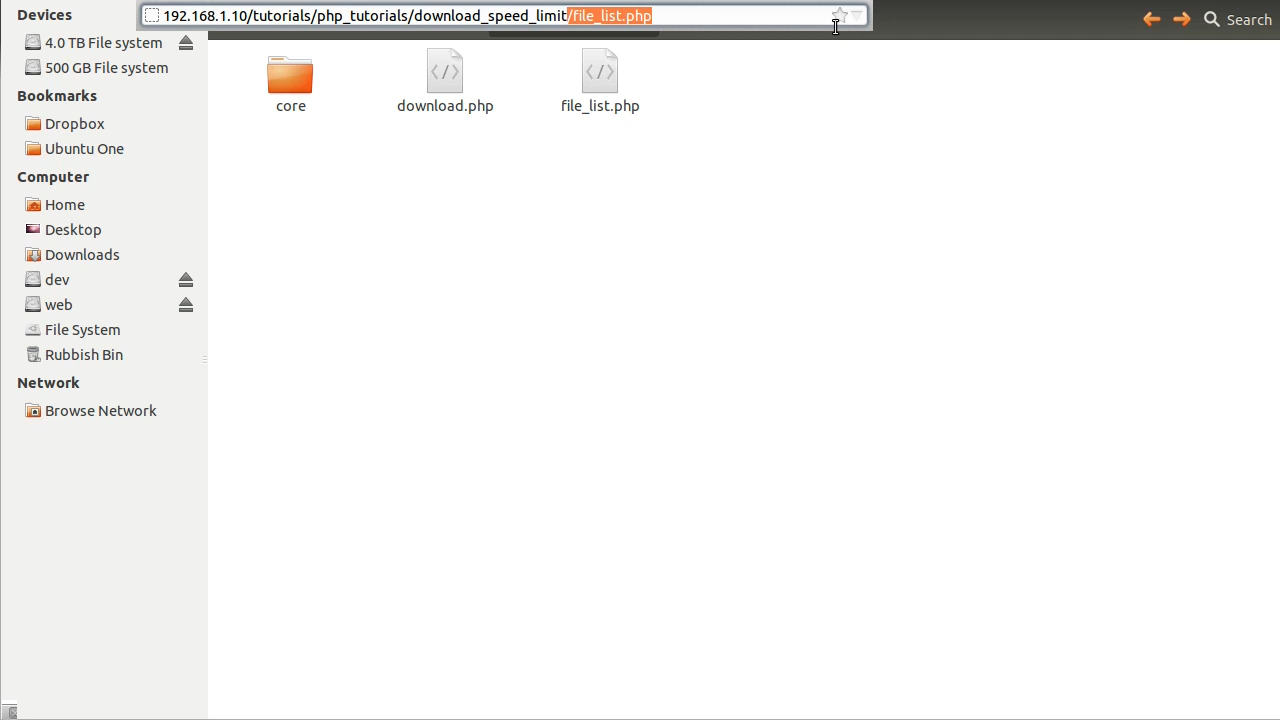 192.168.1.10/tutorials/php_tutorials/download_speed_limit/file_list.php
Search
Devices
4.0 TB File system
500 GB File system
Bookmarks
Dropbox
Ubuntu One
Computer
Home
Desktop
Downloads
dev
web
File System
Rubbish Bin
Network
Browse Network
core
download.php
file_list.php